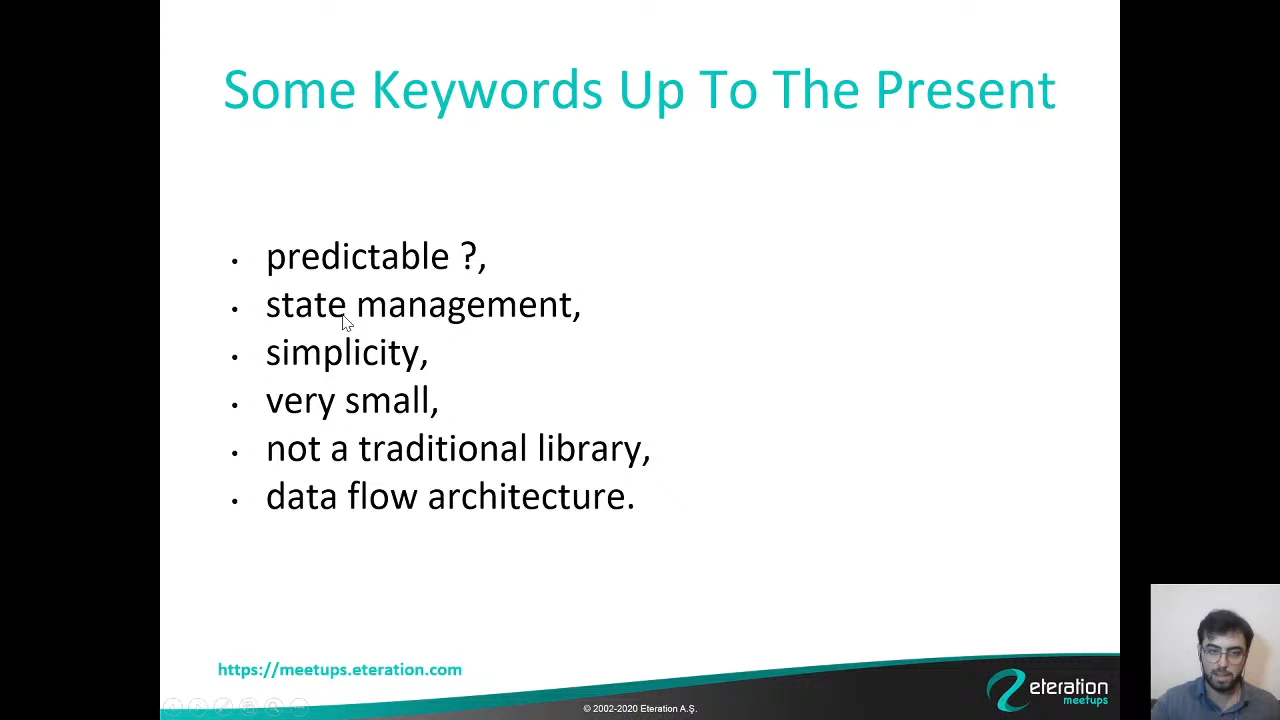 Some Keywords Up To The Present
predictable ?,
state management,
simplicity,
very small,
not a traditional library,
data flow architecture.
https://meetups.eteration.com
© 2002-2020 Eteration A.Ş.
eteration
meetups